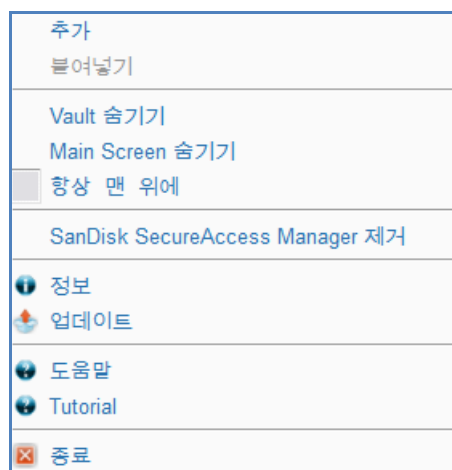 추가
붙여넣기
Vault 숨기기
Main Screen 숨기기
항상 맨 위에
SanDisk SecureAccess Manager 제거
정보
업데이트
도움말
Tutorial
종료